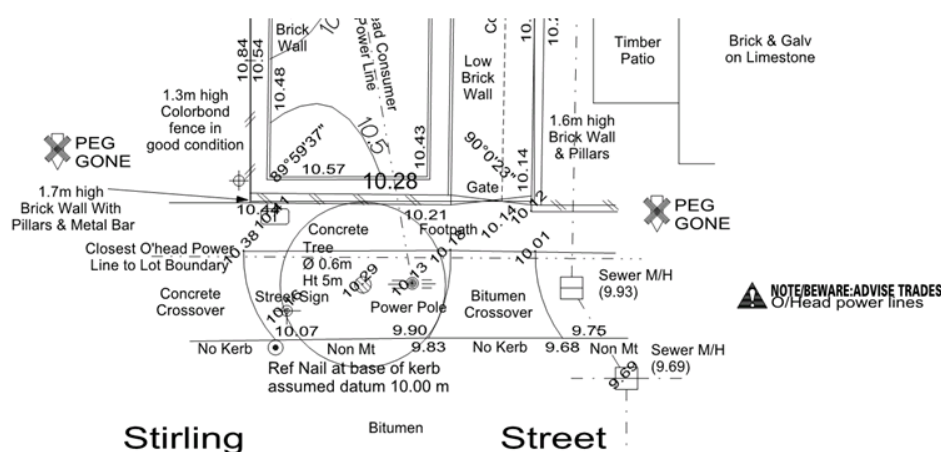 Brick
Wall
ead Consumer
Power Line
10.84
10.54
10.48
Low
Brick
Wall
Timber
Patio
Brick & Galv
on Limestone
1.3m high
Colorbond
fence in
good condition
1.6m high
Brick Wall
& Pillars
PEG
GONE
89°59'37"
10.5
10.43
90°0'23"
10.14
10.57
10.28
Gate
1.7m high
Brick Wall With
Pillars & Metal Bar
10.44
10.21
10.14
10.12
PEG
GONE
Concrete
Footpath
Closest O'head Power
Line to Lot Boundary
10.38
Tree
Ø 0.6m
Ht 5m
10.18
10.01
10.29
10.13
Sewer M/H
(9.93)
Concrete
Crossover
Street Sign
10.16
Power Pole
Bitumen
Crossover
NOTE/BEWARE:ADVISE TRADES
O/Head power lines
10.07
9.90
9.75
No Kerb
Non Mt
9.83
No Kerb
9.68
Non Mt
Sewer M/H
(9.69)
9.69
Ref Nail at base of kerb
assumed datum 10.00 m
Bitumen
Stirling
Street